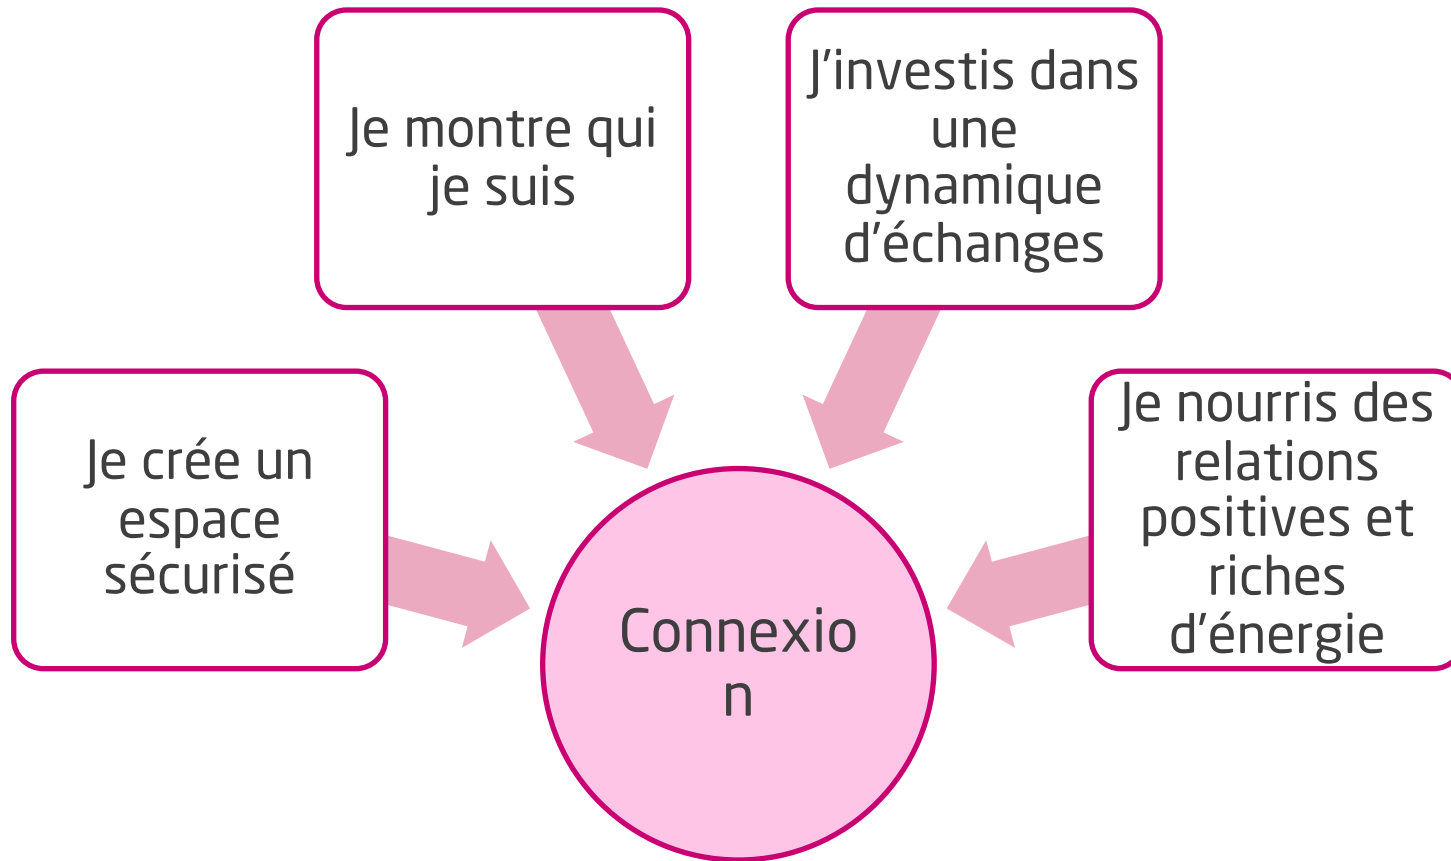 Je montre qui
je suis
J'investis dans
une
dynamique
d'échanges
Je crée un
espace
sécurisé
Je nourris des
relations
positives et
riches
d'énergie
Connexio
n